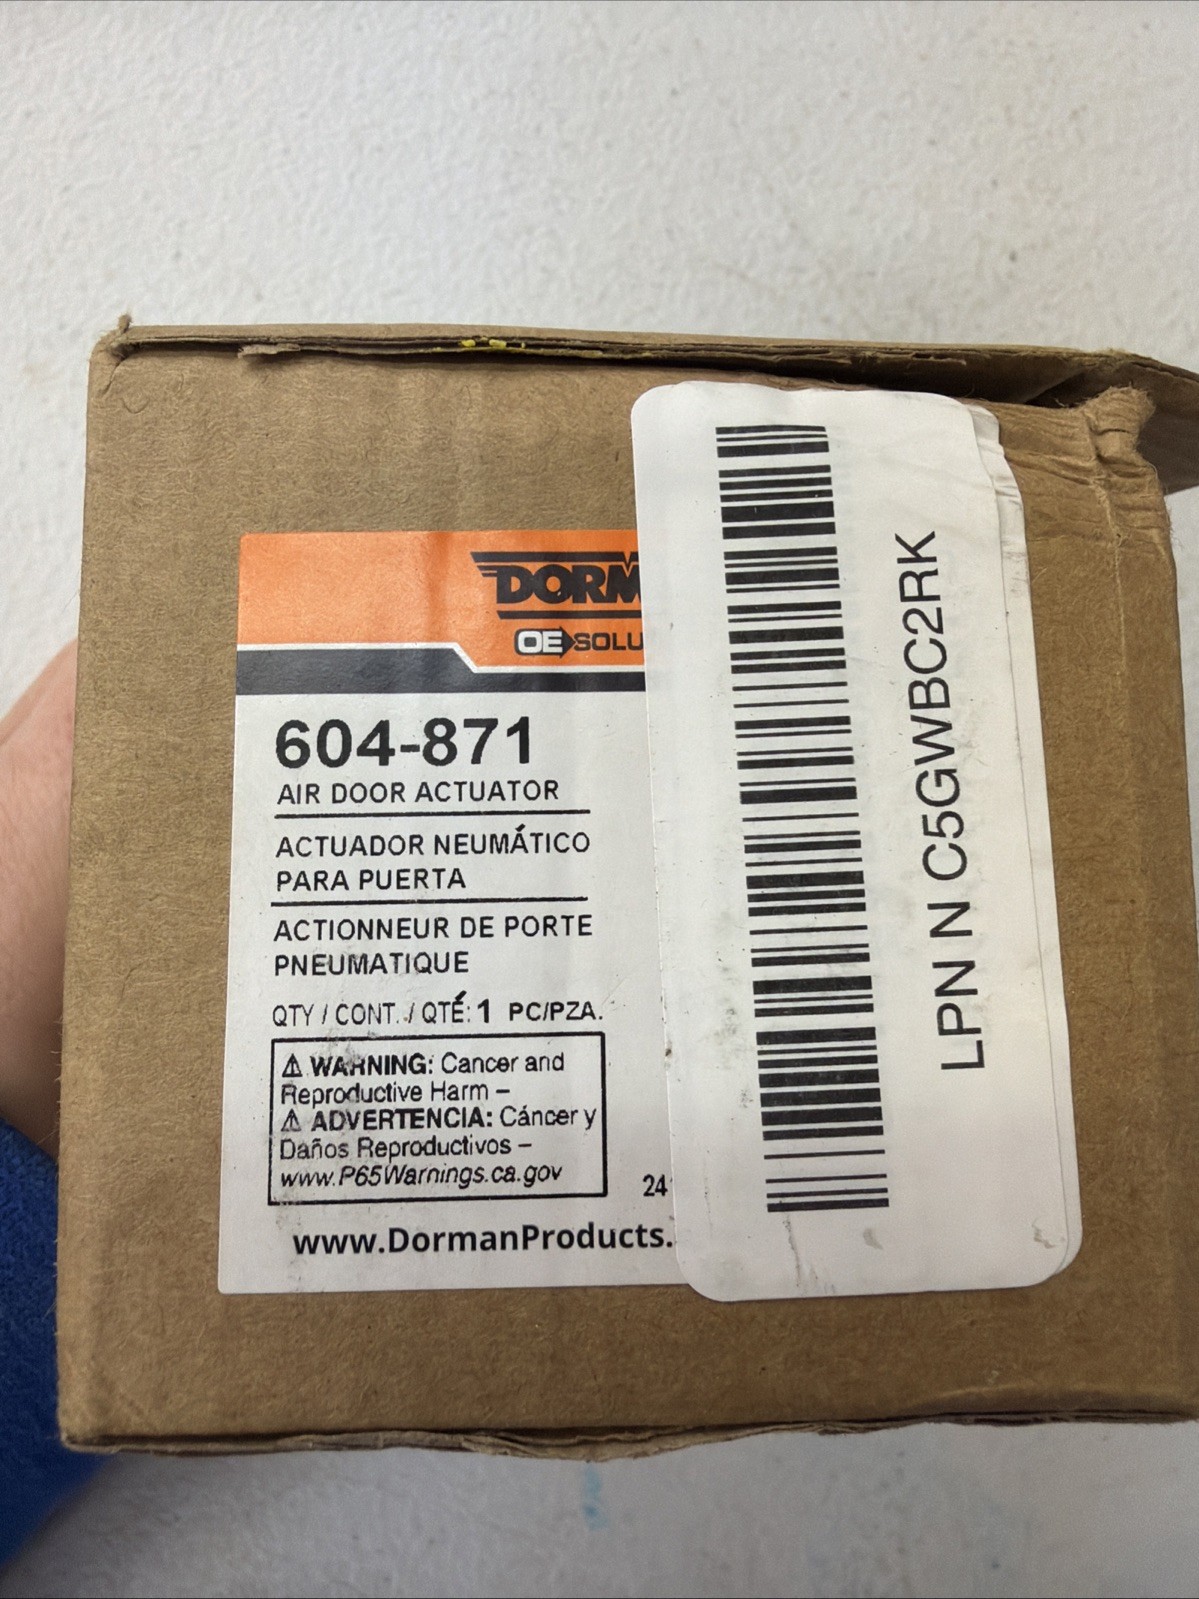 DORM
OE SOLU
604-871
AIR DOOR ACTUATOR
ACTUADOR NEUMÁTICO
PARA PUERTA
ACTIONNEUR DE PORTE
PNEUMATIQUE
QTY / CONT. / QTÉ: 1 PC/PZA.
⚠ WARNING: Cancer and
Reproductive Harm –
⚠ ADVERTENCIA: Cáncer y
Daños Reproductivos –
www.P65Warnings.ca.gov
24
www.DormanProducts.
LPN N C5GWBC2RK